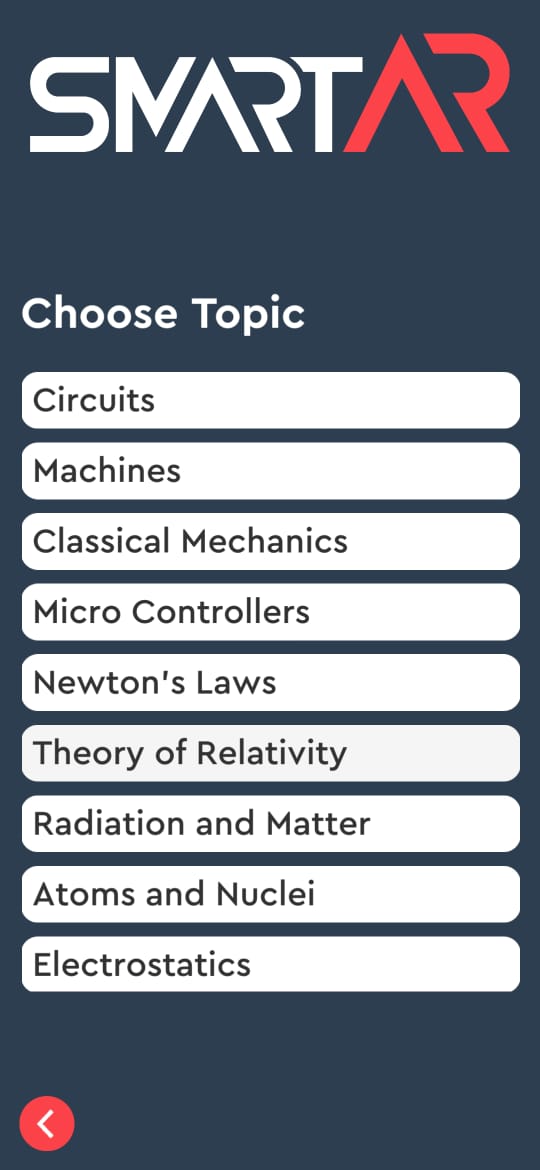 SMARTAR
Choose Topic
Circuits
Machines
Classical Mechanics
Micro Controllers
Newton's Laws
Theory of Relativity
Radiation and Matter
Atoms and Nuclei
Electrostatics